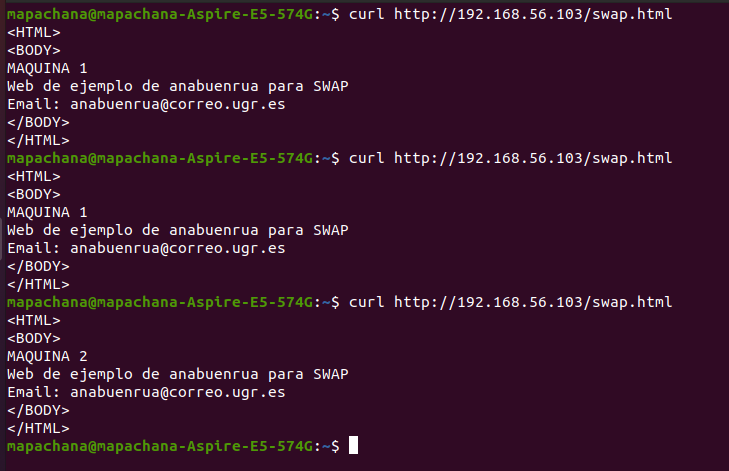 mapachana@mapachana-Aspire-E5-574G:~$ curl http://192.168.56.103/swap.html
<HTML>
<BODY>
MAQUINA 1
Web de ejemplo de anabuenrua para SWAP
Email: anabuenrua@correo.ugr.es
</BODY>
</HTML>
mapachana@mapachana-Aspire-E5-574G:~$ curl http://192.168.56.103/swap.html
<HTML>
<BODY>
MAQUINA 1
Web de ejemplo de anabuenrua para SWAP
Email: anabuenrua@correo.ugr.es
</BODY>
</HTML>
mapachana@mapachana-Aspire-E5-574G:~$ curl http://192.168.56.103/swap.html
<HTML>
<BODY>
MAQUINA 2
Web de ejemplo de anabuenrua para SWAP
Email: anabuenrua@correo.ugr.es
</BODY>
</HTML>
mapachana@mapachana-Aspire-E5-574G:~$